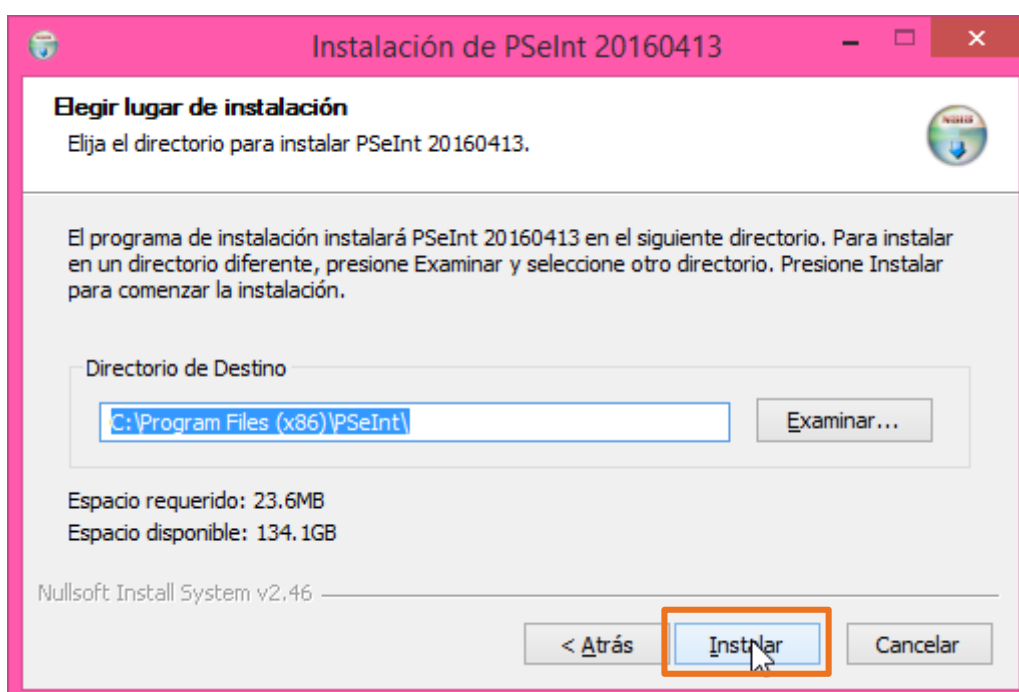 Instalación de PSeInt 20160413
Elegir lugar de instalación
Elija el directorio para instalar PSeInt 20160413.
NSIS
El programa de instalación instalará PSeInt 20160413 en el siguiente directorio. Para instalar
en un directorio diferente, presione Examinar y seleccione otro directorio. Presione Instalar
para comenzar la instalación.
Directorio de Destino
C:\Program Files (x86)\PSeInt\
Examinar...
Espacio requerido: 23.6MB
Espacio disponible: 134.1GB
Nullsoft Install System v2.46
< Atrás
Instalar
Cancelar